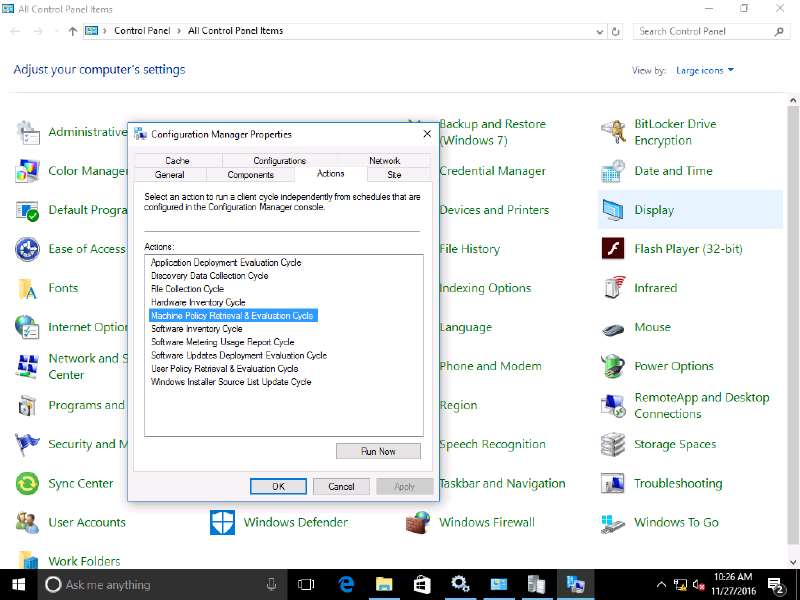 All Control Panel Items
Control Panel > All Control Panel Items
Search Control Panel
Adjust your computer's settings
View by: Large icons
Administrative
Color Manage
Default Progra
Ease of Access
Fonts
Internet Option
Network and S
Center
Programs and
Security and M
Sync Center
User Accounts
Work Folders
Configuration Manager Properties
Cache
Configurations
Network
General
Components
Actions
Site
Select an action to run a client cycle independently from schedules that are
configured in the Configuration Manager console.
Actions:
Application Deployment Evaluation Cycle
Discovery Data Collection Cycle
File Collection Cycle
Hardware Inventory Cycle
Machine Policy Retrieval & Evaluation Cycle
Software Inventory Cycle
Software Metering Usage Report Cycle
Software Updates Deployment Evaluation Cycle
User Policy Retrieval & Evaluation Cycle
Windows Installer Source List Update Cycle
Run Now
OK
Cancel
Apply
Windows Defender
Backup and Restore
(Windows 7)
Credential Manager
Devices and Printers
File History
Indexing Options
Language
Phone and Modem
Region
Speech Recognition
Taskbar and Navigation
Windows Firewall
BitLocker Drive
Encryption
Date and Time
Display
Flash Player (32-bit)
Infrared
Mouse
Power Options
RemoteApp and Desktop
Connections
Storage Spaces
Troubleshooting
Windows To Go
Ask me anything
10:26 AM
11/27/2016
2